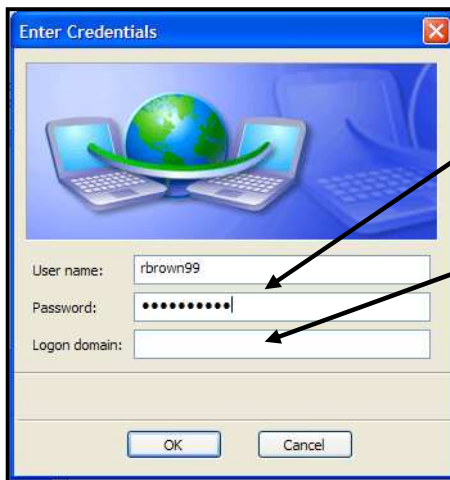 Enter Credentials
User name: rbrown99
Password: ●●●●●●●●●●
Logon domain:
OK Cancel